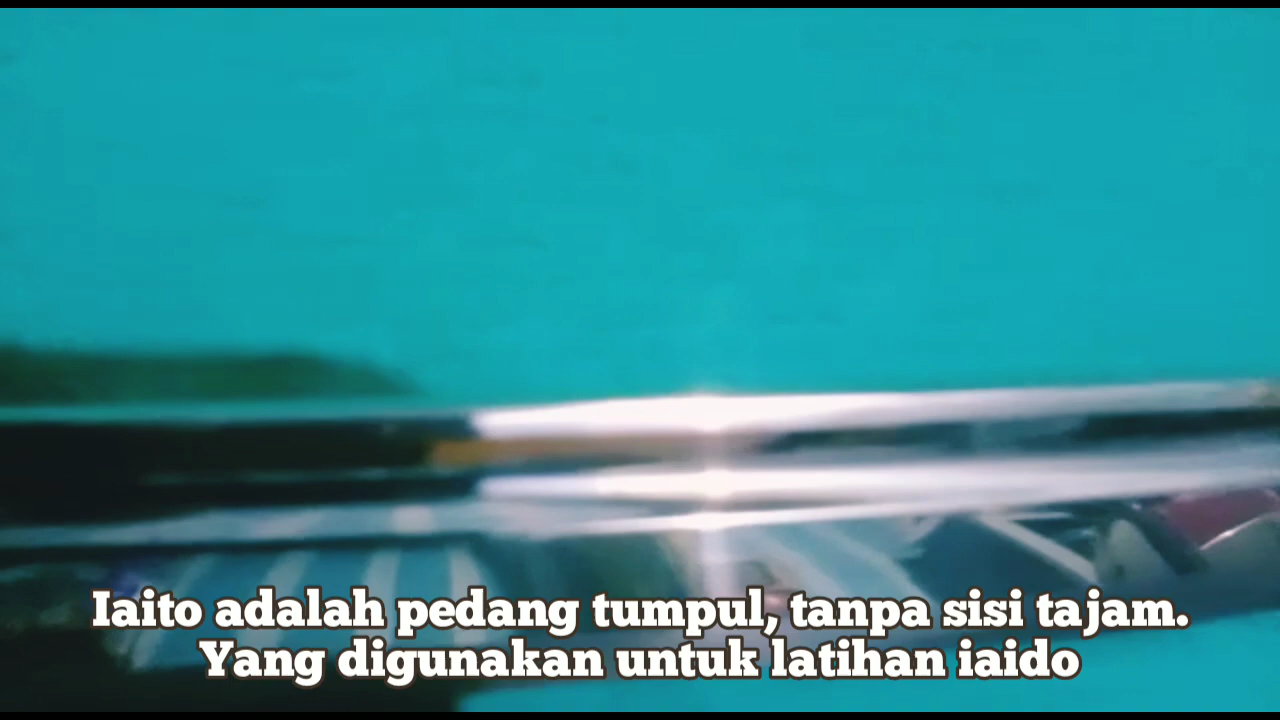 Iaito adalah pedang tumpul, tanpa sisi tajam.
Yang digunakan untuk latihan iaido